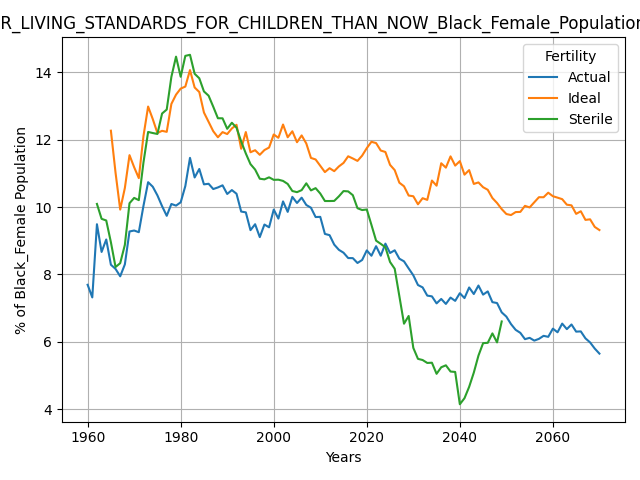 R_LIVING_STANDARDS_FOR_CHILDREN_THAN_NOW_Black_Female_Population
Fertility
Actual
Ideal
Sterile
% of Black_Female Population
14
12
10
8
6
4
1960 1980 2000 2020 2040 2060
Years